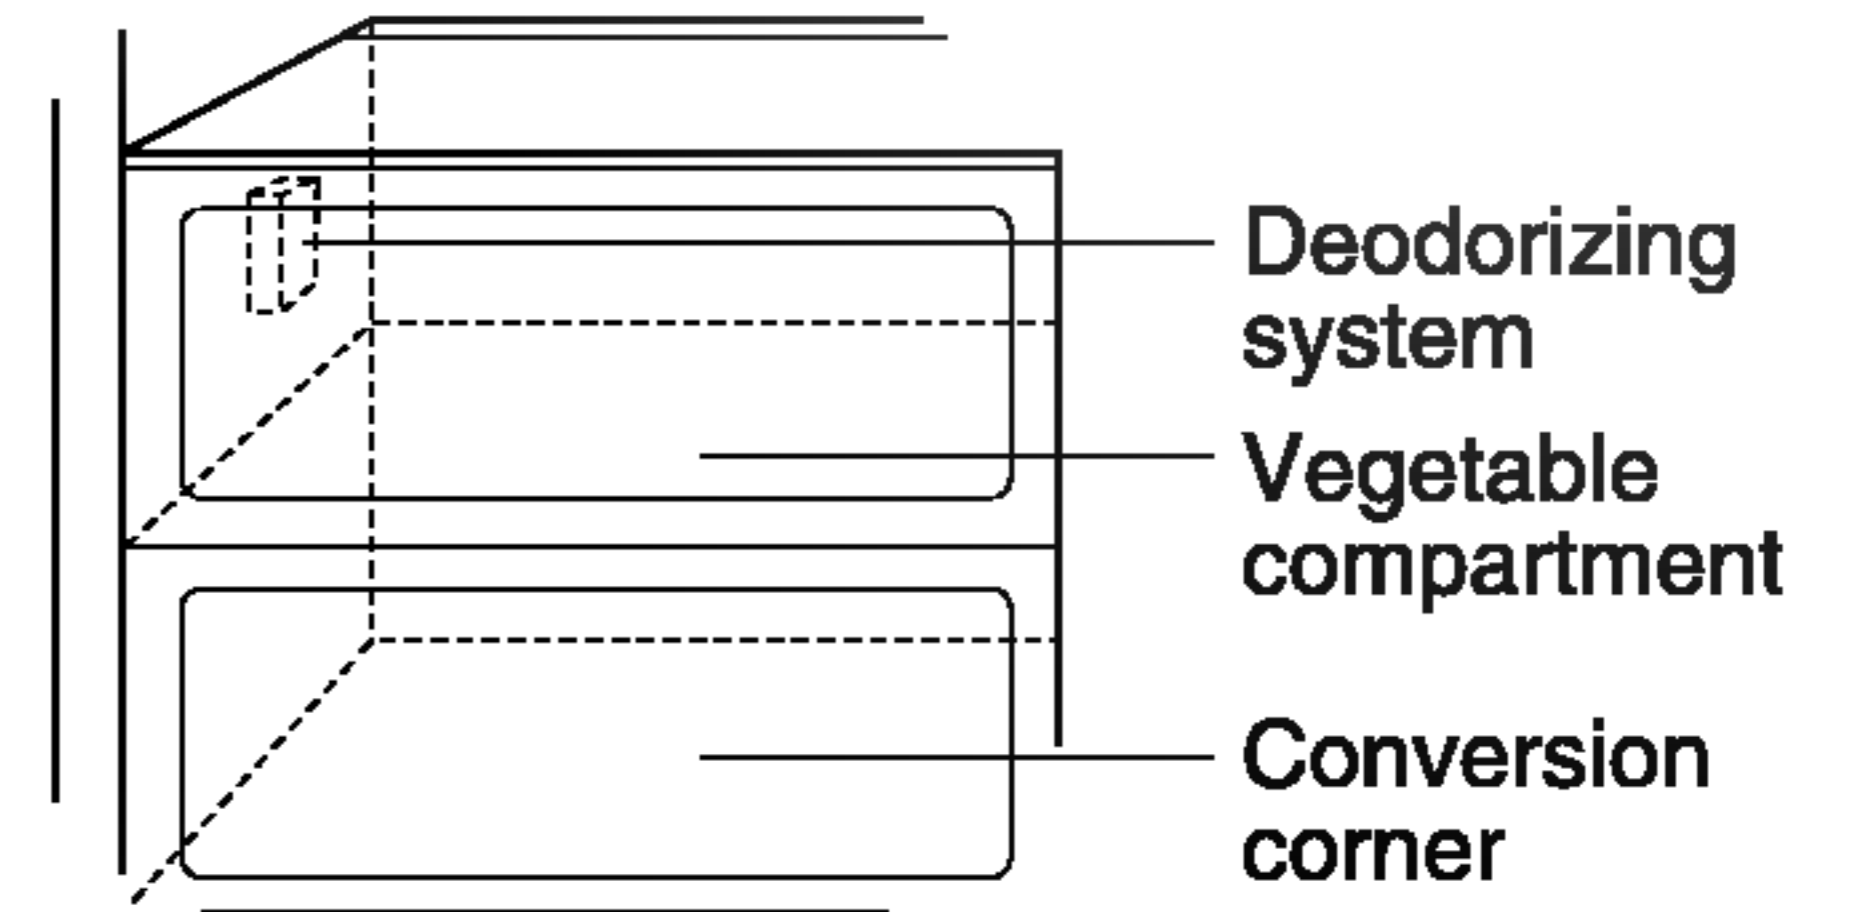 Deodorizing
system
Vegetable
compartment
Conversion
corner